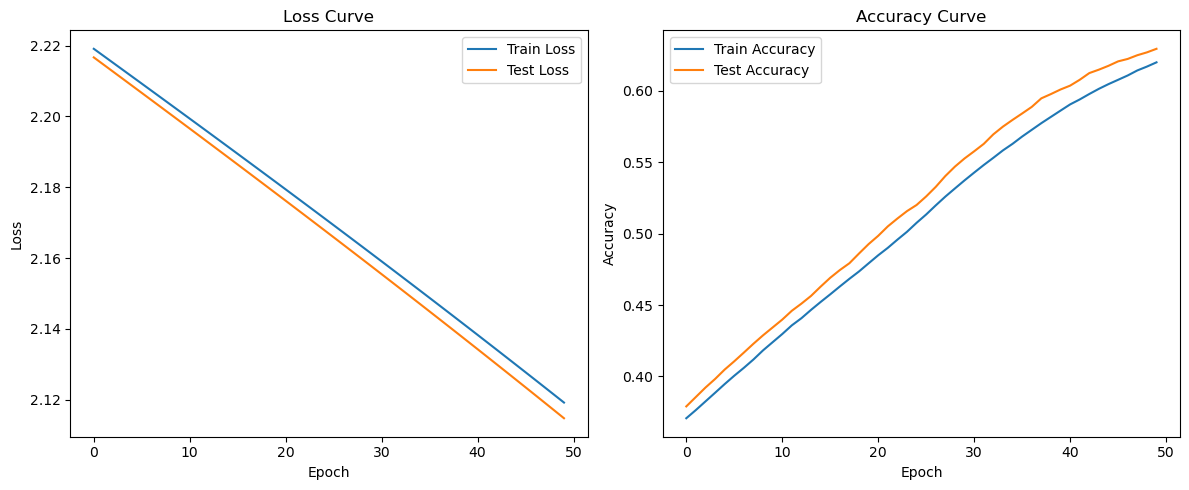 Loss Curve
Train Loss
Test Loss
2.22
2.20
2.18
2.16
2.14
2.12
Loss
0
10
20
30
40
50
Epoch
Accuracy Curve
Train Accuracy
Test Accuracy
0.60
0.55
0.50
0.45
0.40
Accuracy
0
10
20
30
40
50
Epoch